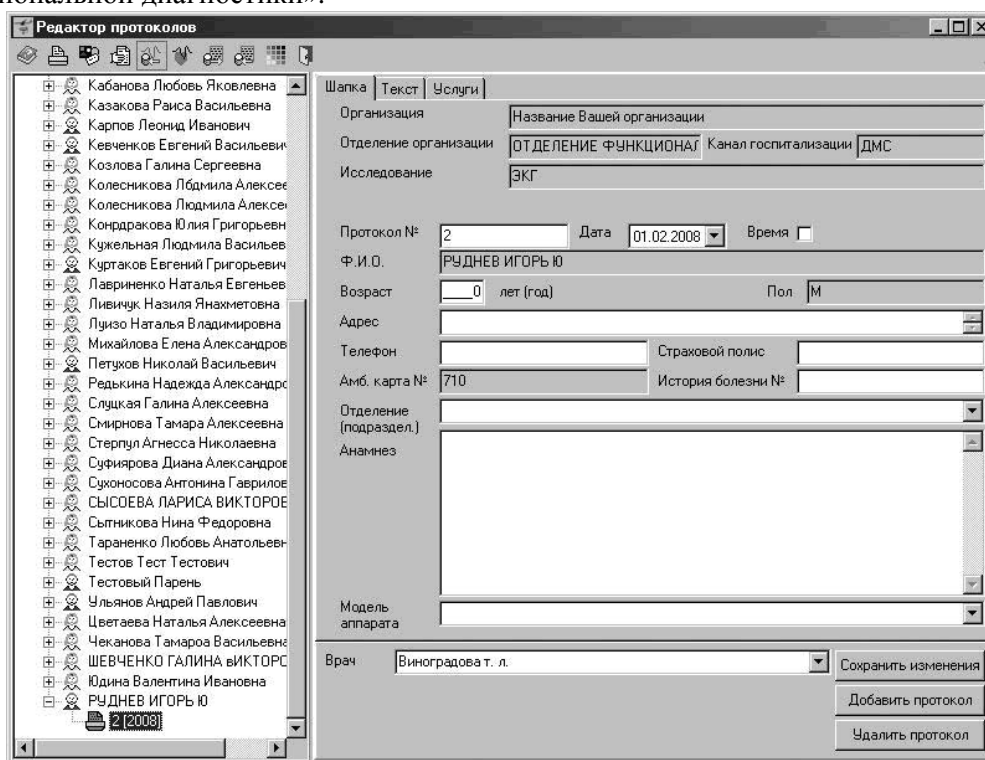 ональной диагностики».
Редактор протоколов
Кабанова Любовь Яковлевна
Казакова Раиса Васильевна
Карпов Леонид Иванович
Кевченков Евгений Васильевич
Козлова Галина Сергеевна
Колесникова Лбдмила Алексее
Колесникова Людмила Алексе
Конрдракова Юлия Григорьевн
Кужельная Людмила Васильев
Куртаков Евгений Григорьевич
Лавриненко Наталья Евгеньев
Ливичук Назиля Янахметовна
Луизо Наталья Владимировна
Михайлова Елена Александров
Петухов Николай Васильевич
Редькина Надежда Александро
Слуцкая Галина Алексеевна
Смирнова Тамара Алексеевна
Стерпул Агнесса Николаевна
Суфиярова Диана Александров
Сухоносова Антонина Гаврилов
СЫСОЕВА ЛАРИСА ВИКТОРОВ
Сытникова Нина Федоровна
Тараненко Любовь Анатольевн
Тестов Тест Тестович
Тестовый Парень
Ульянов Андрей Павлович
Цветаева Наталья Алексеевна
Чеканова Тамароа Васильевна
ШЕВЧЕНКО ГАЛИНА вИКТОРО
Юдина Валентина Ивановна
РУДНЕВ ИГОРЬ Ю
2 [2008]
Шапка Текст Услуги
Организация Название Вашей организации
Отделение организации ОТДЕЛЕНИЕ ФУНКЦИОНАЛ Канал госпитализации ДМС
Исследование ЭКГ
Протокол № 2 Дата 01.02.2008 Время
Ф.И.О. РУДНЕВ ИГОРЬ Ю
Возраст ____0 лет (год) Пол М
Адрес
Телефон Страховой полис
Амб. карта № 710 История болезни №
Отделение
(подраздел.)
Анамнез
Модель
аппарата
Врач Виноградова т. л. Сохранить изменения
Добавить протокол
Удалить протокол